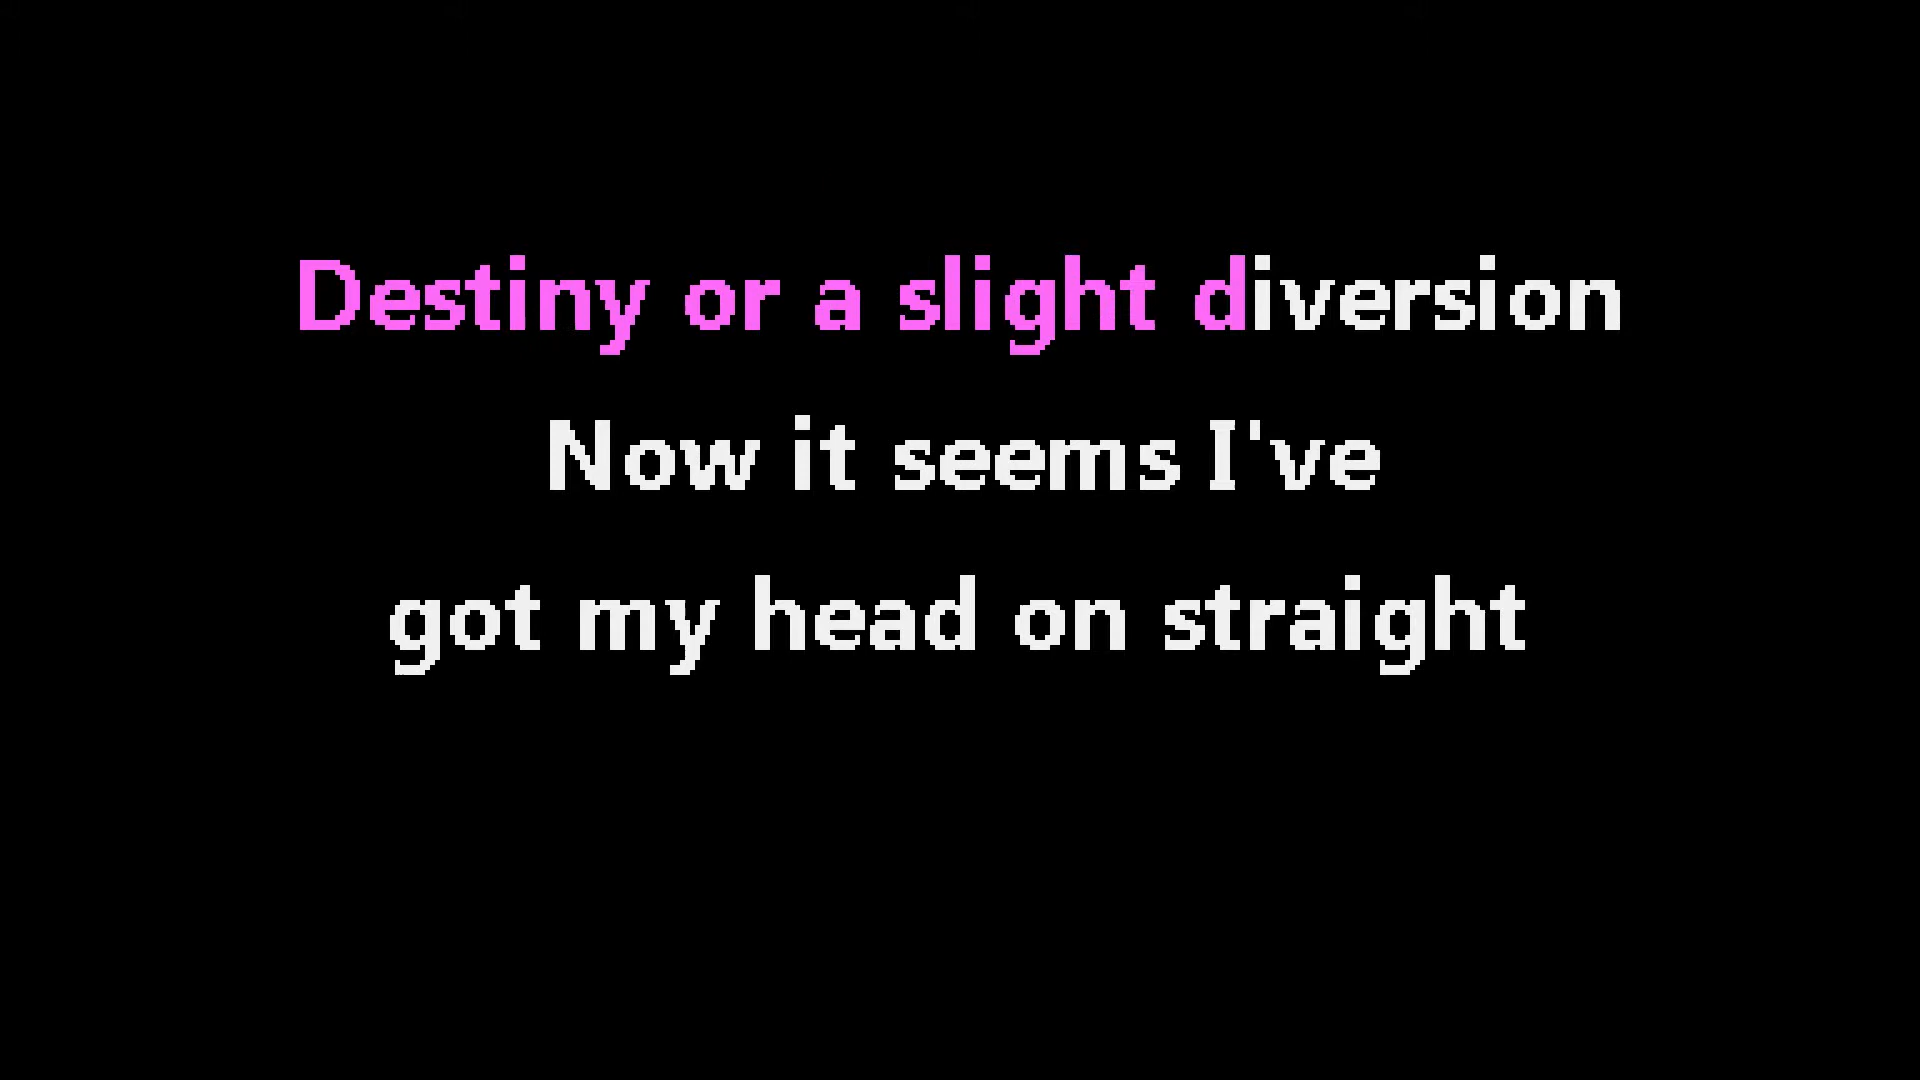 Destiny or a slight diversion
Now it seems I've
got my head on straight